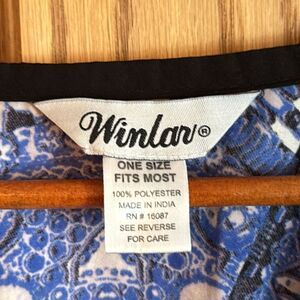 Winlar®
ONE SIZE
FITS MOST
100% POLYESTER
MADE IN INDIA
RN # 16087
SEE REVERSE
FOR CARE